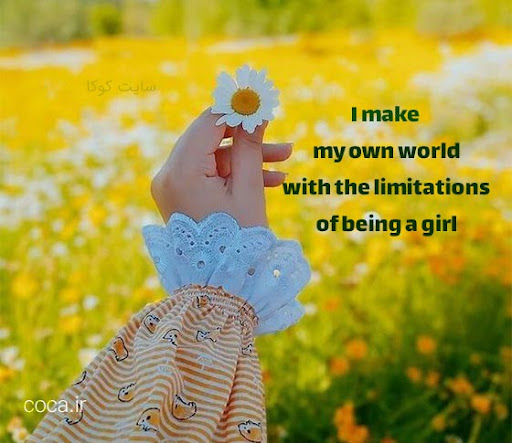 سایت کوکا
I make
my own world
with the limitations
of being a girl
coca.ir